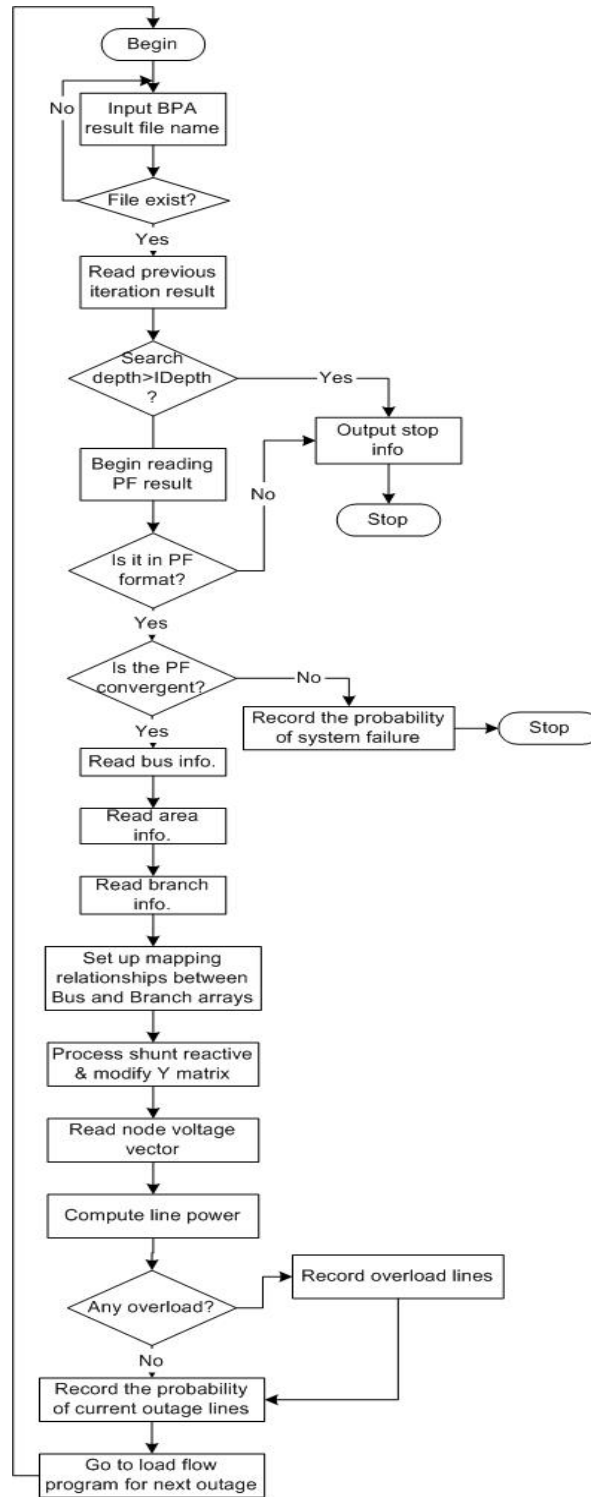 Begin
No
Input BPA
result file name
File exist?
Yes
Read previous
iteration result
Search
depth>IDepth
?
Yes
Output stop
info
Begin reading
PF result
No
Stop
Is it in PF
format?
Yes
Is the PF
convergent?
No
Record the probability
of system failure
Stop
Yes
Read bus info.
Read area
info.
Read branch
info.
Set up mapping
relationships between
Bus and Branch arrays
Process shunt reactive
& modify Y matrix
Read node voltage
vector
Compute line power
Record overload lines
Any overload?
No
Record the probability
of current outage lines
Go to load flow
program for next outage